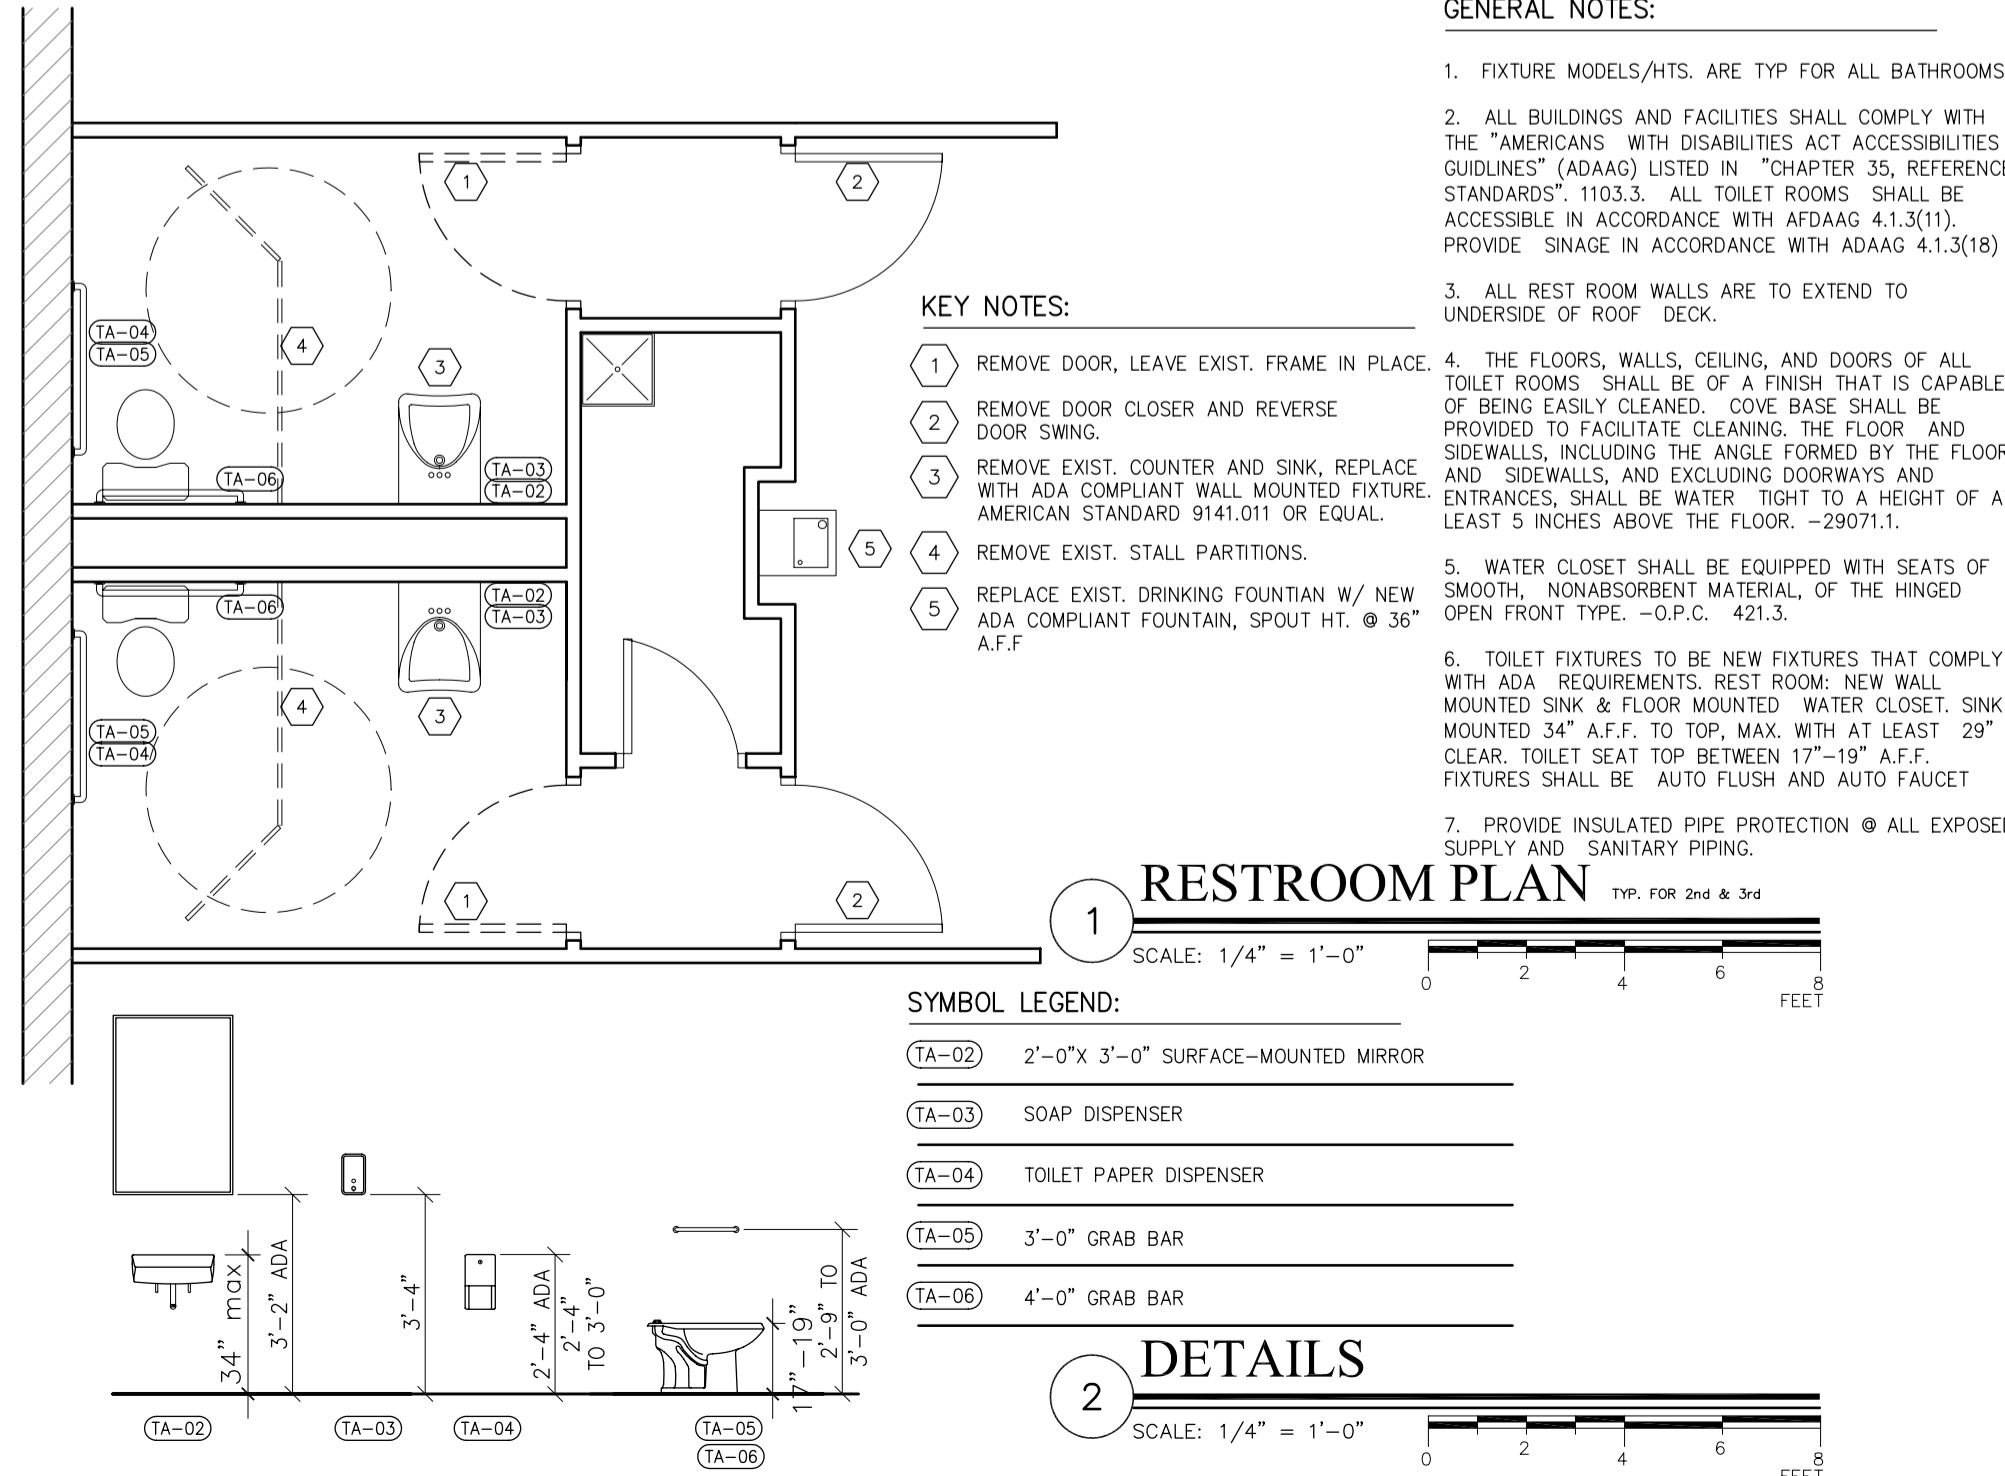 GENERAL NOTES:
1. FIXTURE MODELS/HTS. ARE TYP FOR ALL BATHROOMS
2. ALL BUILDINGS AND FACILITIES SHALL COMPLY WITH
THE "AMERICANS WITH DISABILITIES ACT ACCESSIBILITIES
GUIDLINES" (ADAAG) LISTED IN "CHAPTER 35, REFERENCE
STANDARDS". 1103.3. ALL TOILET ROOMS SHALL BE
ACCESSIBLE IN ACCORDANCE WITH AFDAAG 4.1.3(11).
PROVIDE SINAGE IN ACCORDANCE WITH ADAAG 4.1.3(18)
3. ALL REST ROOM WALLS ARE TO EXTEND TO
UNDERSIDE OF ROOF DECK.
4. THE FLOORS, WALLS, CEILING, AND DOORS OF ALL
TOILET ROOMS SHALL BE OF A FINISH THAT IS CAPABLE
OF BEING EASILY CLEANED. COVE BASE SHALL BE
PROVIDED TO FACILITATE CLEANING. THE FLOOR AND
SIDEWALLS, INCLUDING THE ANGLE FORMED BY THE FLOOR
AND SIDEWALLS, AND EXCLUDING DOORWAYS AND
ENTRANCES, SHALL BE WATER TIGHT TO A HEIGHT OF A
LEAST 5 INCHES ABOVE THE FLOOR. -29071.1.
5. WATER CLOSET SHALL BE EQUIPPED WITH SEATS OF
SMOOTH, NONABSORBENT MATERIAL, OF THE HINGED
OPEN FRONT TYPE. -O.P.C. 421.3.
6. TOILET FIXTURES TO BE NEW FIXTURES THAT COMPLY
WITH ADA REQUIREMENTS. REST ROOM: NEW WALL
MOUNTED SINK & FLOOR MOUNTED WATER CLOSET. SINK
MOUNTED 34" A.F.F. TO TOP, MAX. WITH AT LEAST 29"
CLEAR. TOILET SEAT TOP BETWEEN 17"-19" A.F.F.
FIXTURES SHALL BE AUTO FLUSH AND AUTO FAUCET
7. PROVIDE INSULATED PIPE PROTECTION @ ALL EXPOSED
SUPPLY AND SANITARY PIPING.
1
2
TA-04
TA-05
4
3
TA-06
TA-03
TA-02
5
TA-06
TA-02
TA-03
4
3
TA-05
TA-04
1
2
KEY NOTES:
1 REMOVE DOOR, LEAVE EXIST. FRAME IN PLACE.
2 REMOVE DOOR CLOSER AND REVERSE
DOOR SWING.
3 REMOVE EXIST. COUNTER AND SINK, REPLACE
WITH ADA COMPLIANT WALL MOUNTED FIXTURE.
AMERICAN STANDARD 9141.011 OR EQUAL.
4 REMOVE EXIST. STALL PARTITIONS.
5 REPLACE EXIST. DRINKING FOUNTIAN W/ NEW
ADA COMPLIANT FOUNTAIN, SPOUT HT. @ 36"
A.F.F
1 RESTROOM PLAN TYP. FOR 2nd & 3rd
SCALE: 1/4" = 1'-0"
0 2 4 6 8
FEET
SYMBOL LEGEND:
TA-02 2'-0"X 3'-0" SURFACE-MOUNTED MIRROR
TA-03 SOAP DISPENSER
TA-04 TOILET PAPER DISPENSER
TA-05 3'-0" GRAB BAR
TA-06 4'-0" GRAB BAR
34" max
3'-2" ADA
3'-4"
2'-4" ADA
2'-4"
TO 3'-0"
17"-19"
2'-9" TO
3'-0" ADA
TA-02
TA-03
TA-04
TA-05
TA-06
2 DETAILS
SCALE: 1/4" = 1'-0"
0 2 4 6 8
FEET